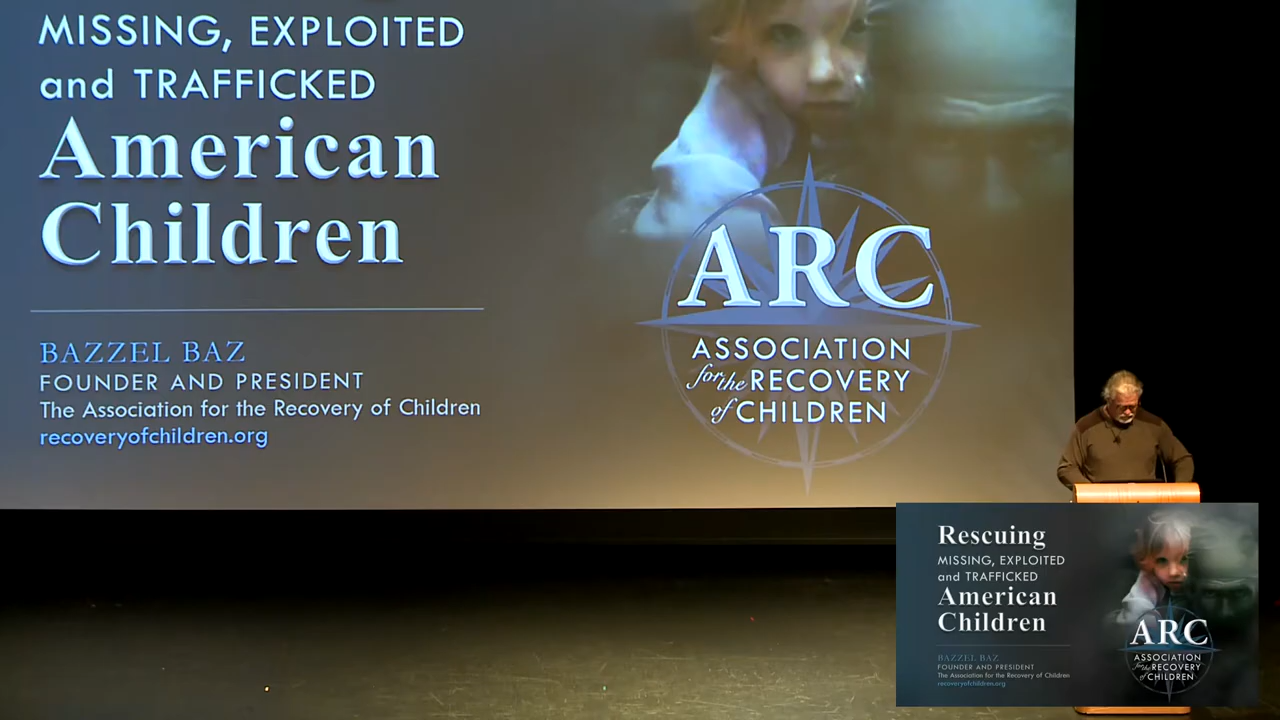 MISSING, EXPLOITED
and TRAFFICKED
American
Children
BAZZEL BAZ
FOUNDER AND PRESIDENT
The Association for the Recovery of Children
recoveryofchildren.org
ARC
ASSOCIATION
for the RECOVERY
of CHILDREN
Rescuing
MISSING, EXPLOITED
and TRAFFICKED
American
Children
BAZZEL BAZ
FOUNDER AND PRESIDENT
The Association for the Recovery of Children
recoveryofchildren.org
ARC
ASSOCIATION
for the RECOVERY
of CHILDREN